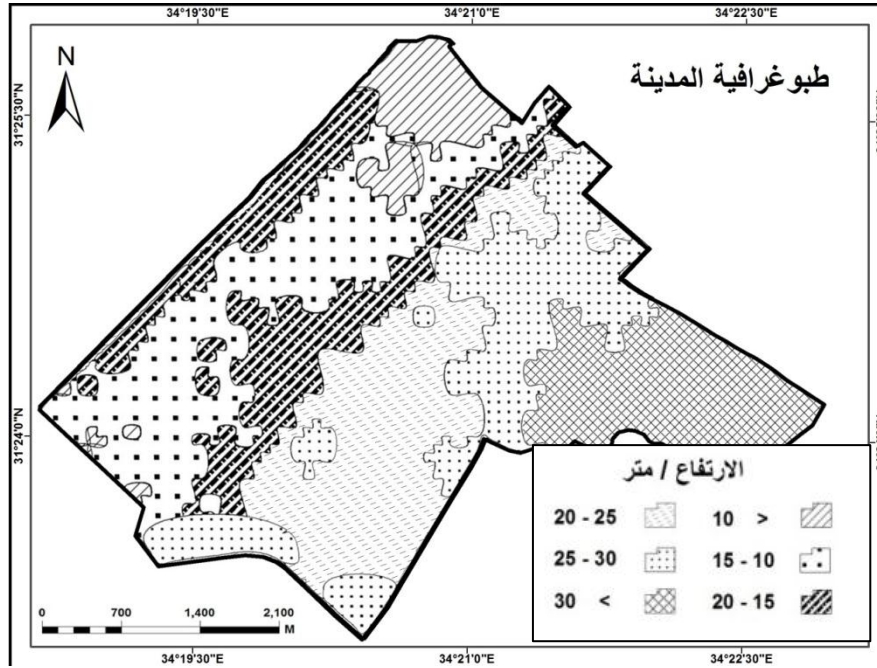 34°19'30"E 34°21'0"E 34°22'30"E
N
طبوغرافية المدينة
31°25'30"N
31°24'0"N
الارتفاع / متر
10 > 20 - 25
15 - 10 25 - 30
20 - 15 30 <
0 700 1,400 2,100
M
34°19'30"E 34°21'0"E 34°22'30"E